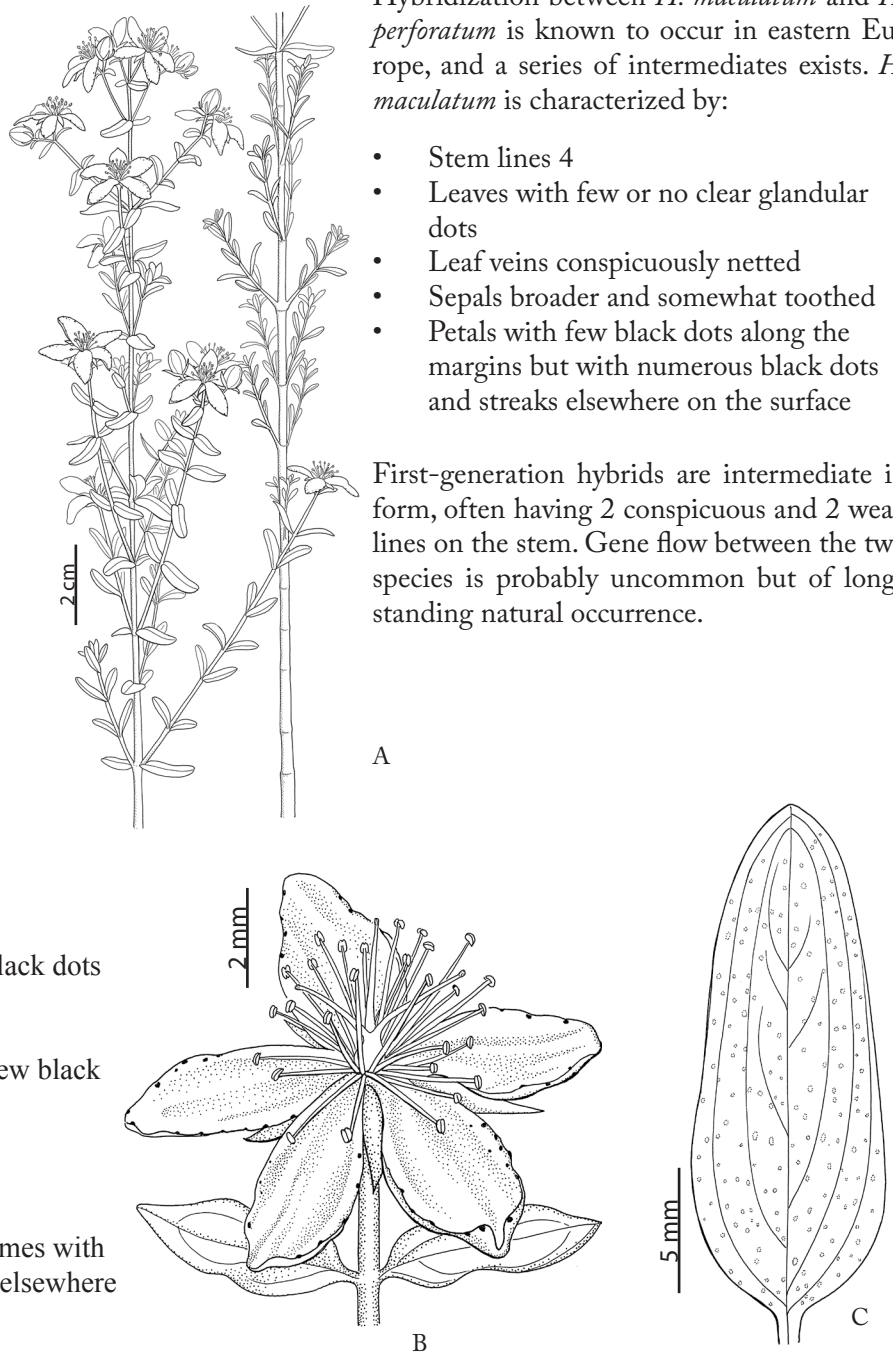 Hybridization between H. maculatum and H
perforatum is known to occur in eastern Eu
rope, and a series of intermediates exists. H
maculatum is characterized by:
• Stem lines 4
• Leaves with few or no clear glandular
dots
• Leaf veins conspicuously netted
• Sepals broader and somewhat toothed
• Petals with few black dots along the
margins but with numerous black dots
and streaks elsewhere on the surface
First-generation hybrids are intermediate i
form, often having 2 conspicuous and 2 wea
lines on the stem. Gene flow between the tw
species is probably uncommon but of long
standing natural occurrence.
2 cm
A
lack dots
ew black
mes with
elsewhere
2 mm
B
5 mm
C